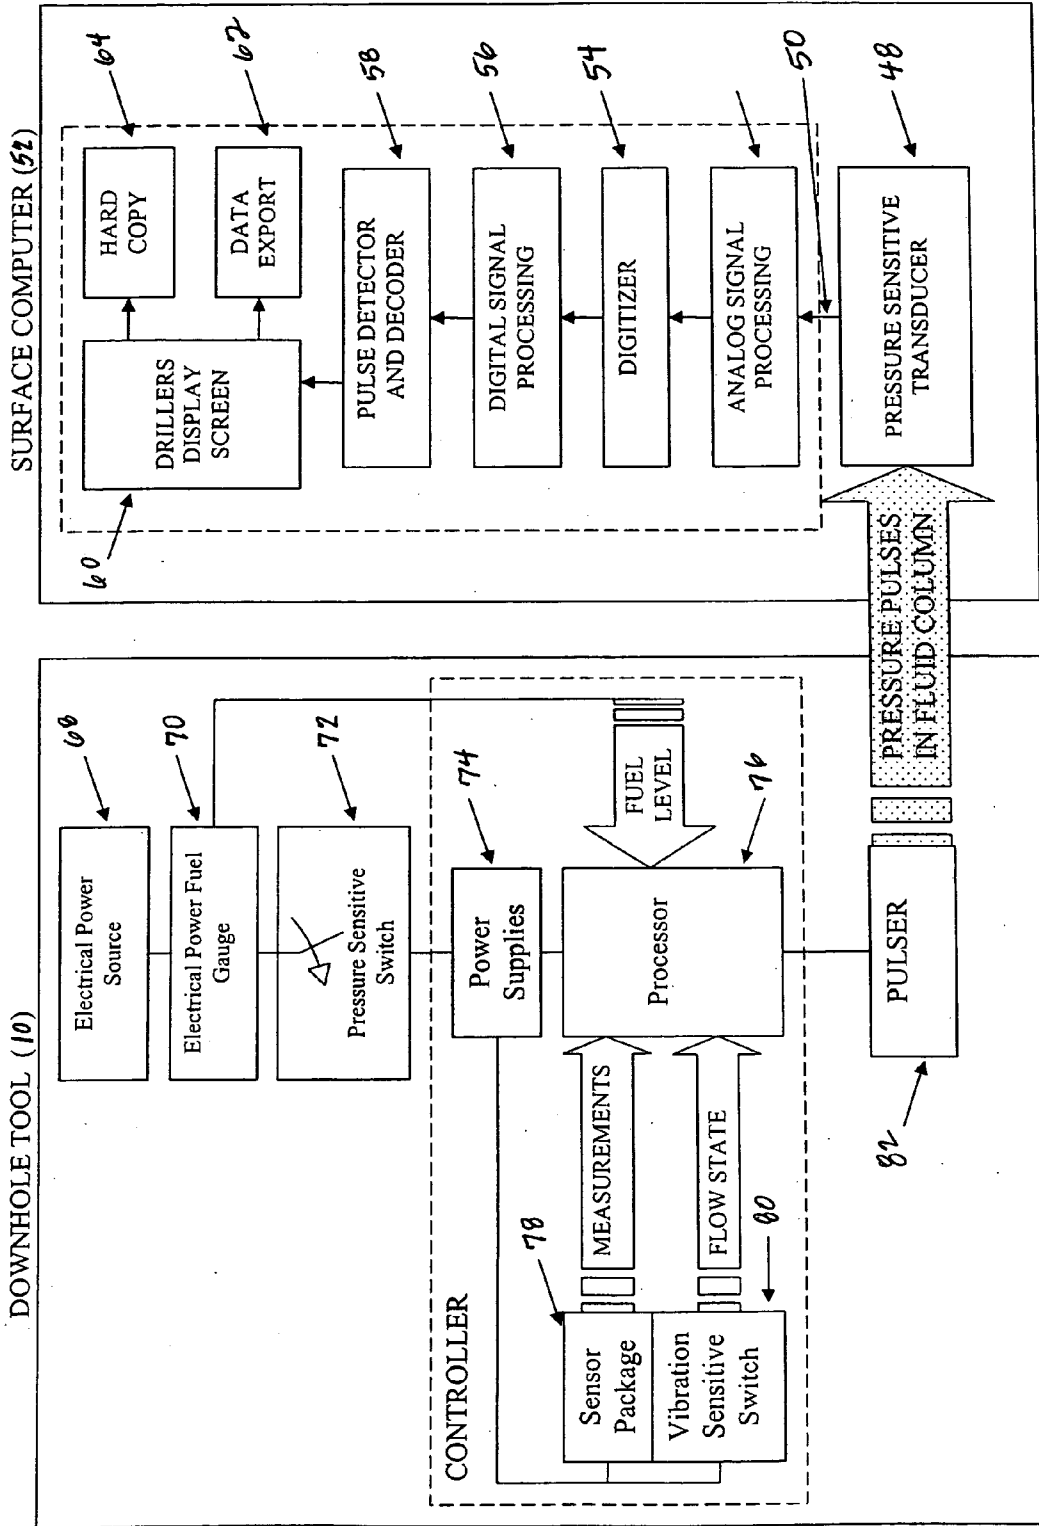 DOWNHOLE TOOL (10)
Electrical Power
Source
68
Electrical Power Fuel
Gauge
70
Pressure Sensitive
Switch
72
CONTROLLER
Power
Supplies
74
FUEL
LEVEL
Processor
76
MEASUREMENTS
FLOW STATE
Sensor
Package
78
Vibration
Sensitive
Switch
80
PULSER
82
PRESSURE PULSES
IN FLUID COLUMN
SURFACE COMPUTER (52)
HARD
COPY
64
DATA
EXPORT
62
DRILLERS
DISPLAY
SCREEN
60
PULSE DETECTOR
AND DECODER
58
DIGITAL SIGNAL
PROCESSING
56
DIGITIZER
54
ANALOG SIGNAL
PROCESSING
50
PRESSURE SENSITIVE
TRANSDUCER
48